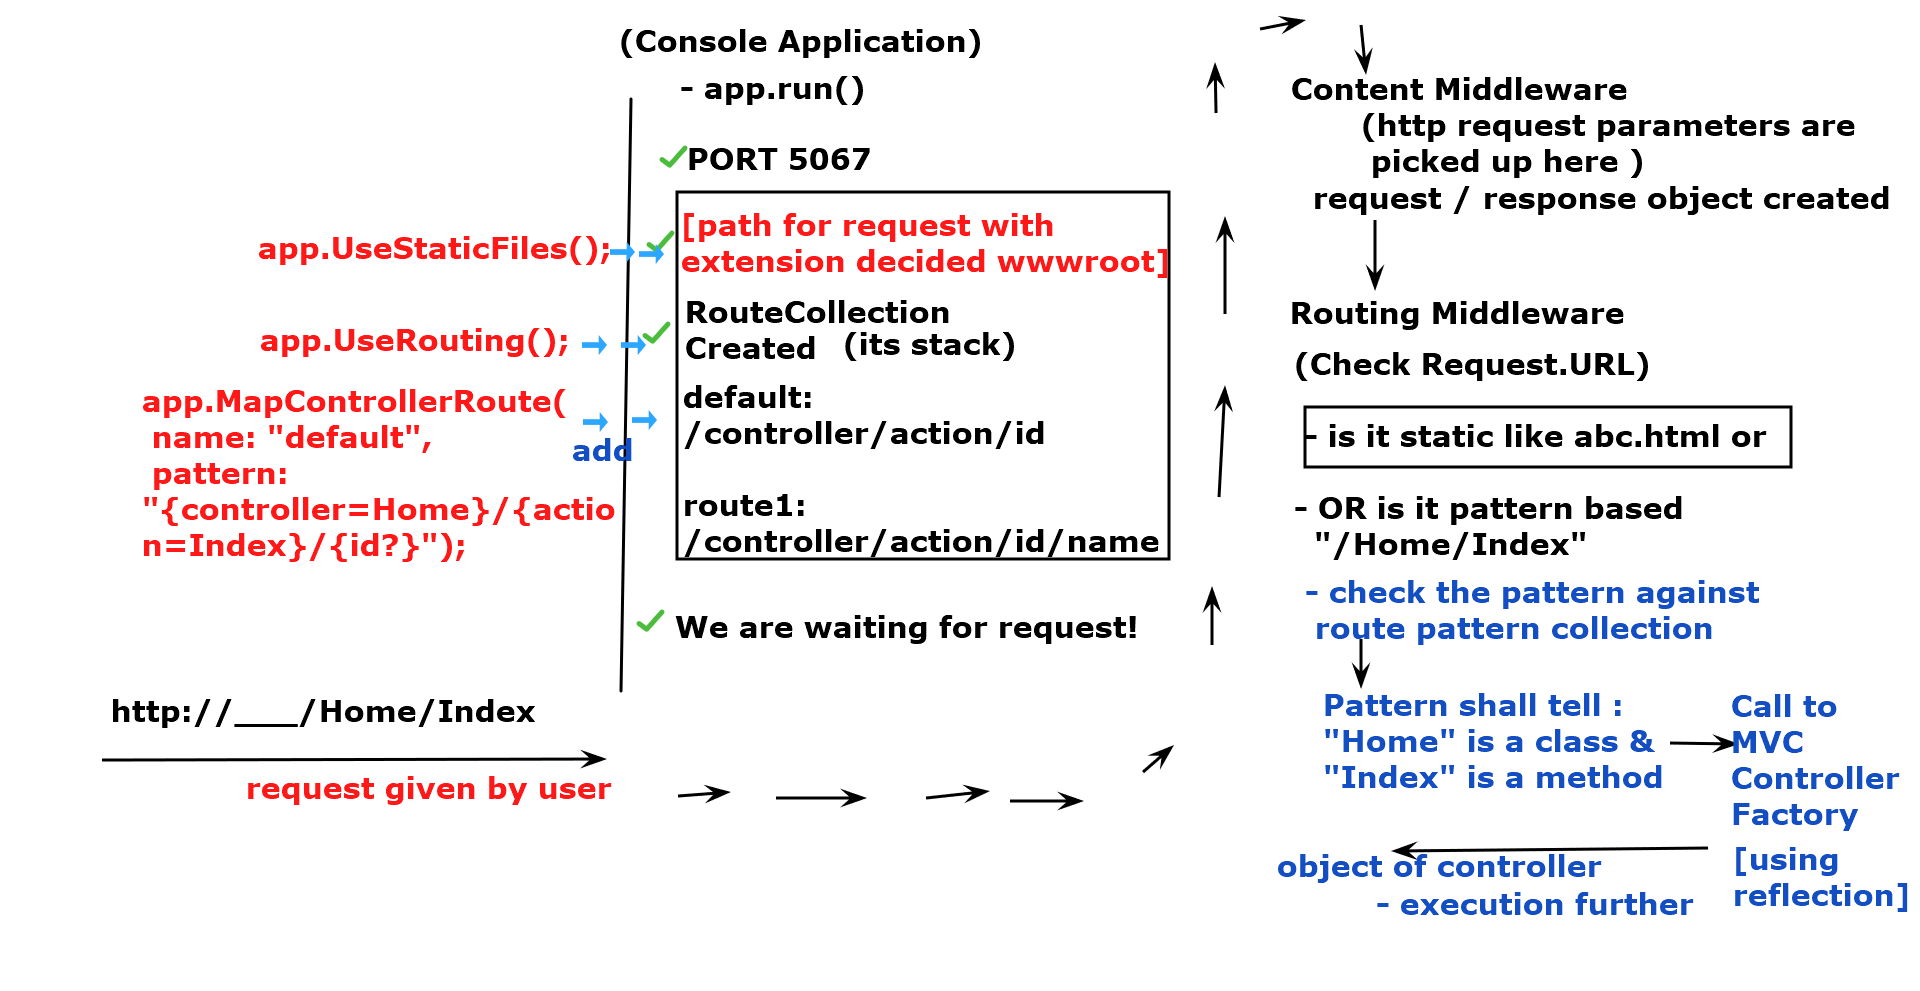 (Console Application)
- app.run()
PORT 5067
app.UseStaticFiles();
[path for request with
extension decided wwwroot]
app.UseRouting();
RouteCollection
Created (its stack)
app.MapControllerRoute(
name: "default",
pattern:
"{controller=Home}/{actio
n=Index}/{id?}");
add
default:
/controller/action/id
route1:
/controller/action/id/name
We are waiting for request!
http://____/Home/Index
request given by user
Content Middleware
(http request parameters are
picked up here )
request / response object created
Routing Middleware
(Check Request.URL)
- is it static like abc.html or
- OR is it pattern based
"/Home/Index"
- check the pattern against
route pattern collection
Pattern shall tell :
"Home" is a class &
"Index" is a method
Call to
MVC
Controller
Factory
[using
reflection]
object of controller
- execution further